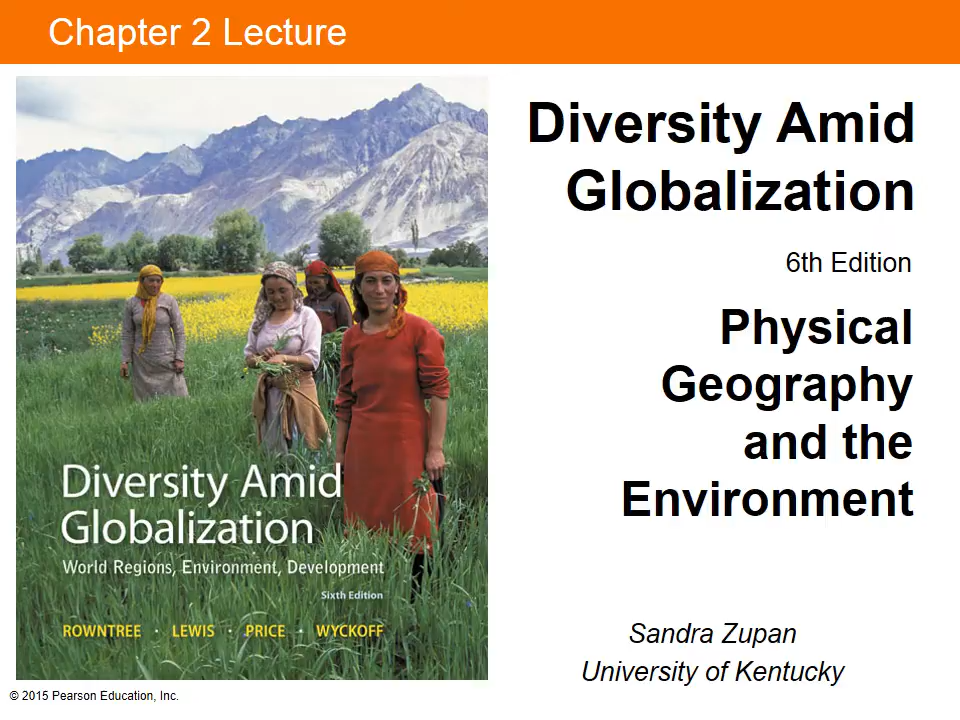 Chapter 2 Lecture
Diversity Amid
Globalization
6th Edition
Physical
Geography
and the
Environment
Sandra Zupan
University of Kentucky
Diversity Amid
Globalization
World Regions, Environment, Development
Sixth Edition
ROWNTREE · LEWIS · PRICE · WYCKOFF
© 2015 Pearson Education, Inc.